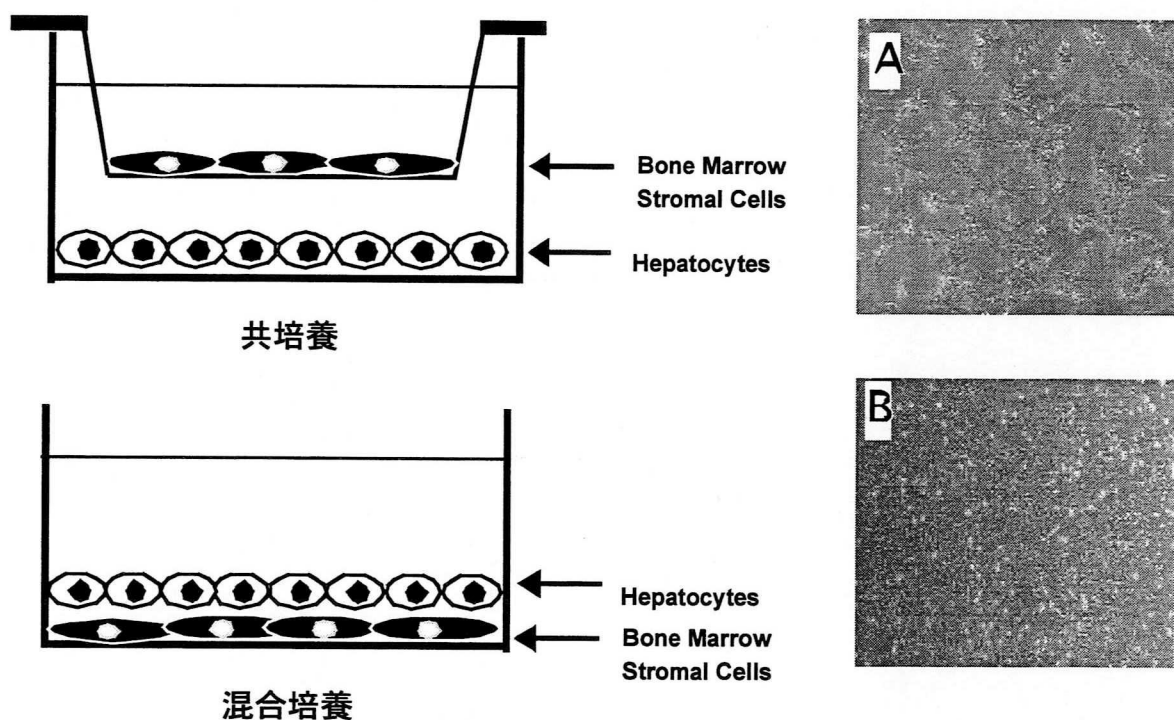 Bone Marrow
Stromal Cells
Hepatocytes
共培養
A
Hepatocytes
Bone Marrow
Stromal Cells
混合培養
B